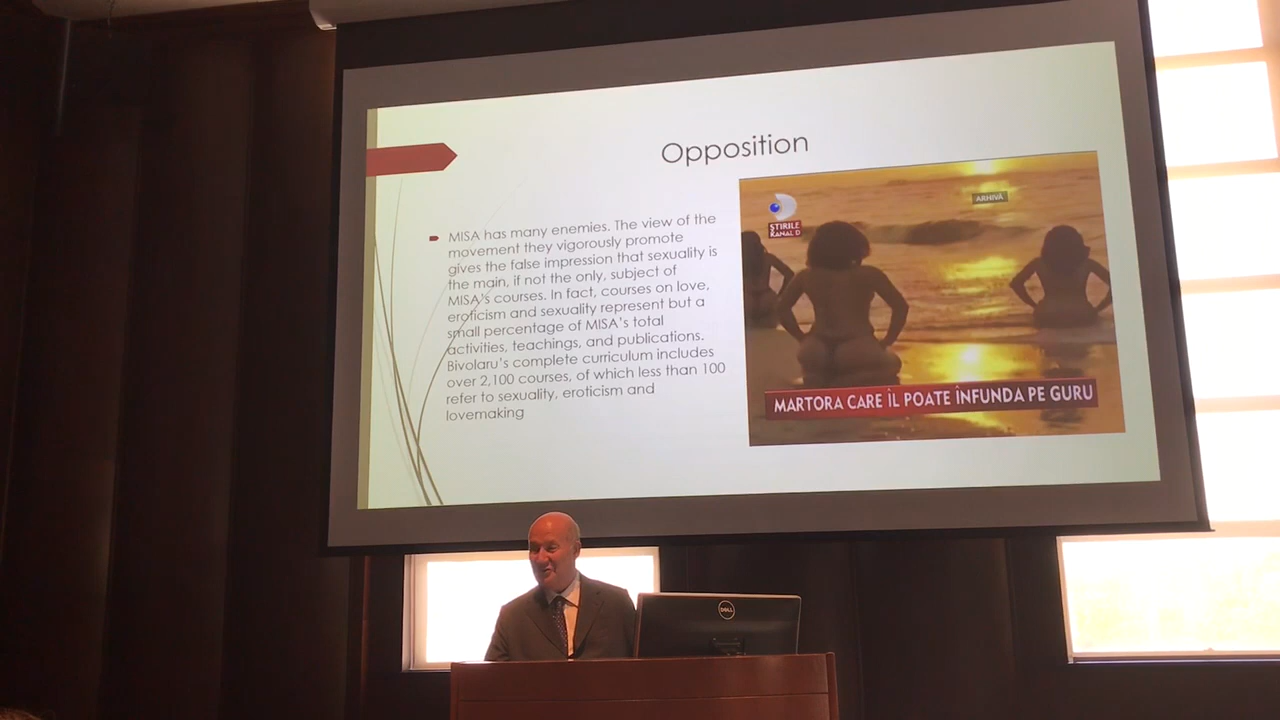 Opposition
MISA has many enemies. The view of the
movement they vigorously promote
gives the false impression that sexuality is
the main, if not the only, subject of
MISA's courses. In fact, courses on love,
eroticism and sexuality represent but a
small percentage of MISA's total
activities, teachings, and publications.
Bivolaru's complete curriculum includes
over 2,100 courses, of which less than 100
refer to sexuality, eroticism and
lovemaking
ARHIVĂ
ȘTIRILE
KANAL D
MARTORA CARE ÎL POATE ÎNFUNDA PE GURU
DELL